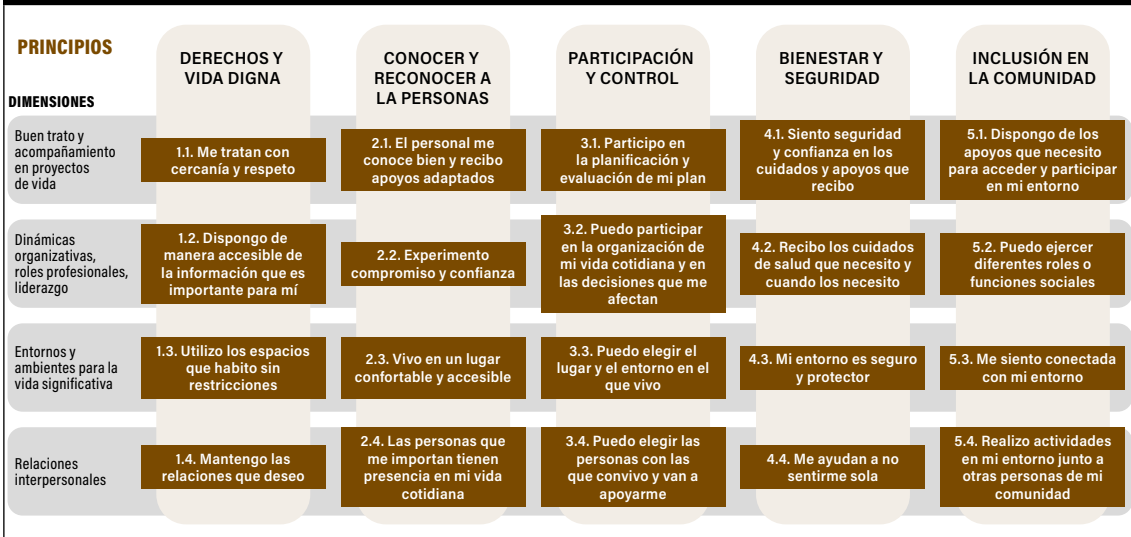 PRINCIPIOS
DERECHOS Y
VIDA DIGNA
CONOCER Y
RECONOCER A
LA PERSONAS
PARTICIPACIÓN
Y CONTROL
BIENESTAR Y
SEGURIDAD
INCLUSIÓN EN
LA COMUNIDAD
DIMENSIONES
Buen trato y
acompañamiento
en proyectos
de vida
1.1. Me tratan con
cercanía y respeto
2.1. El personal me
conoce bien y recibo
apoyos adaptados
3.1. Participo en
la planificación y
evaluación de mi plan
4.1. Siento seguridad
y confianza en los
cuidados y apoyos que
recibo
5.1. Dispongo de los
apoyos que necesito
para acceder y participar
en mi entorno
Dinámicas
organizativas,
roles profesionales,
liderazgo
1.2. Dispongo de
manera accesible de
la información que es
importante para mí
2.2. Experimento
compromiso y confianza
3.2. Puedo participar
en la organización de
mi vida cotidiana y en
las decisiones que me
afectan
4.2. Recibo los cuidados
de salud que necesito y
cuando los necesito
5.2. Puedo ejercer
diferentes roles o
funciones sociales
Entornos y
ambientes para la
vida significativa
1.3. Utilizo los espacios
que habito sin
restricciones
2.3. Vivo en un lugar
confortable y accesible
3.3. Puedo elegir el
lugar y el entorno en el
que vivo
4.3. Mi entorno es seguro
y protector
5.3. Me siento conectada
con mi entorno
Relaciones
interpersonales
1.4. Mantengo las
relaciones que deseo
2.4. Las personas que
me importan tienen
presencia en mi vida
cotidiana
3.4. Puedo elegir las
personas con las
que convivo y van a
apoyarme
4.4. Me ayudan a no
sentirme sola
5.4. Realizo actividades
en mi entorno junto a
otras personas de mi
comunidad